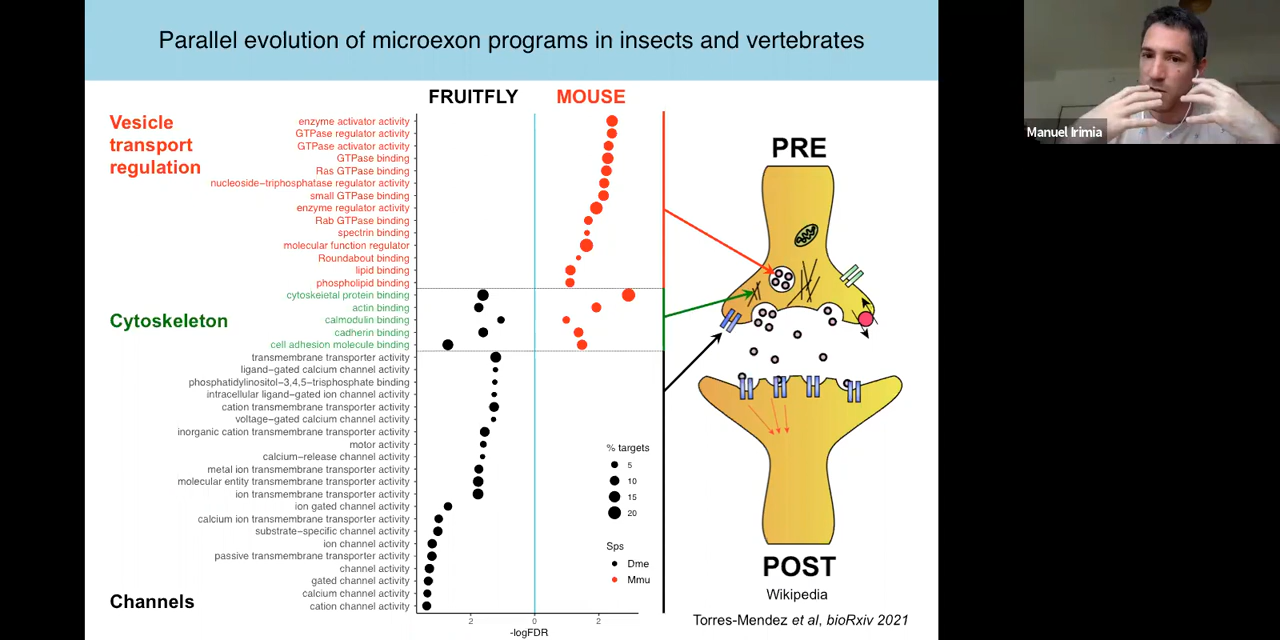 Parallel evolution of microexon programs in insects and vertebrates
Manuel Irimia
FRUITFLY
MOUSE
Vesicle
transport
regulation
enzyme activator activity
GTPase regulator activity
GTPase activator activity
GTPase binding
Ras GTPase binding
nucleoside−triphosphatase regulator activity
small GTPase binding
enzyme regulator activity
Rab GTPase binding
spectrin binding
molecular function regulator
Roundabout binding
lipid binding
phospholipid binding
Cytoskeleton
cytoskeletal protein binding
actin binding
calmodulin binding
cadherin binding
cell adhesion molecule binding
transmembrane transporter activity
ligand−gated calcium channel activity
phosphatidylinositol−3,4,5−trisphosphate binding
intracellular ligand−gated ion channel activity
cation transmembrane transporter activity
voltage−gated calcium channel activity
inorganic cation transmembrane transporter activity
motor activity
calcium−release channel activity
metal ion transmembrane transporter activity
molecular entity transmembrane transporter activity
ion transmembrane transporter activity
ion gated channel activity
calcium ion transmembrane transporter activity
substrate−specific channel activity
ion channel activity
passive transmembrane transporter activity
channel activity
gated channel activity
calcium channel activity
cation channel activity
Channels
2 0 2
-logFDR
% targets
5
10
15
20
Sps
Dme
Mmu
PRE
POST
Wikipedia
Torres-Mendez et al, bioRxiv 2021